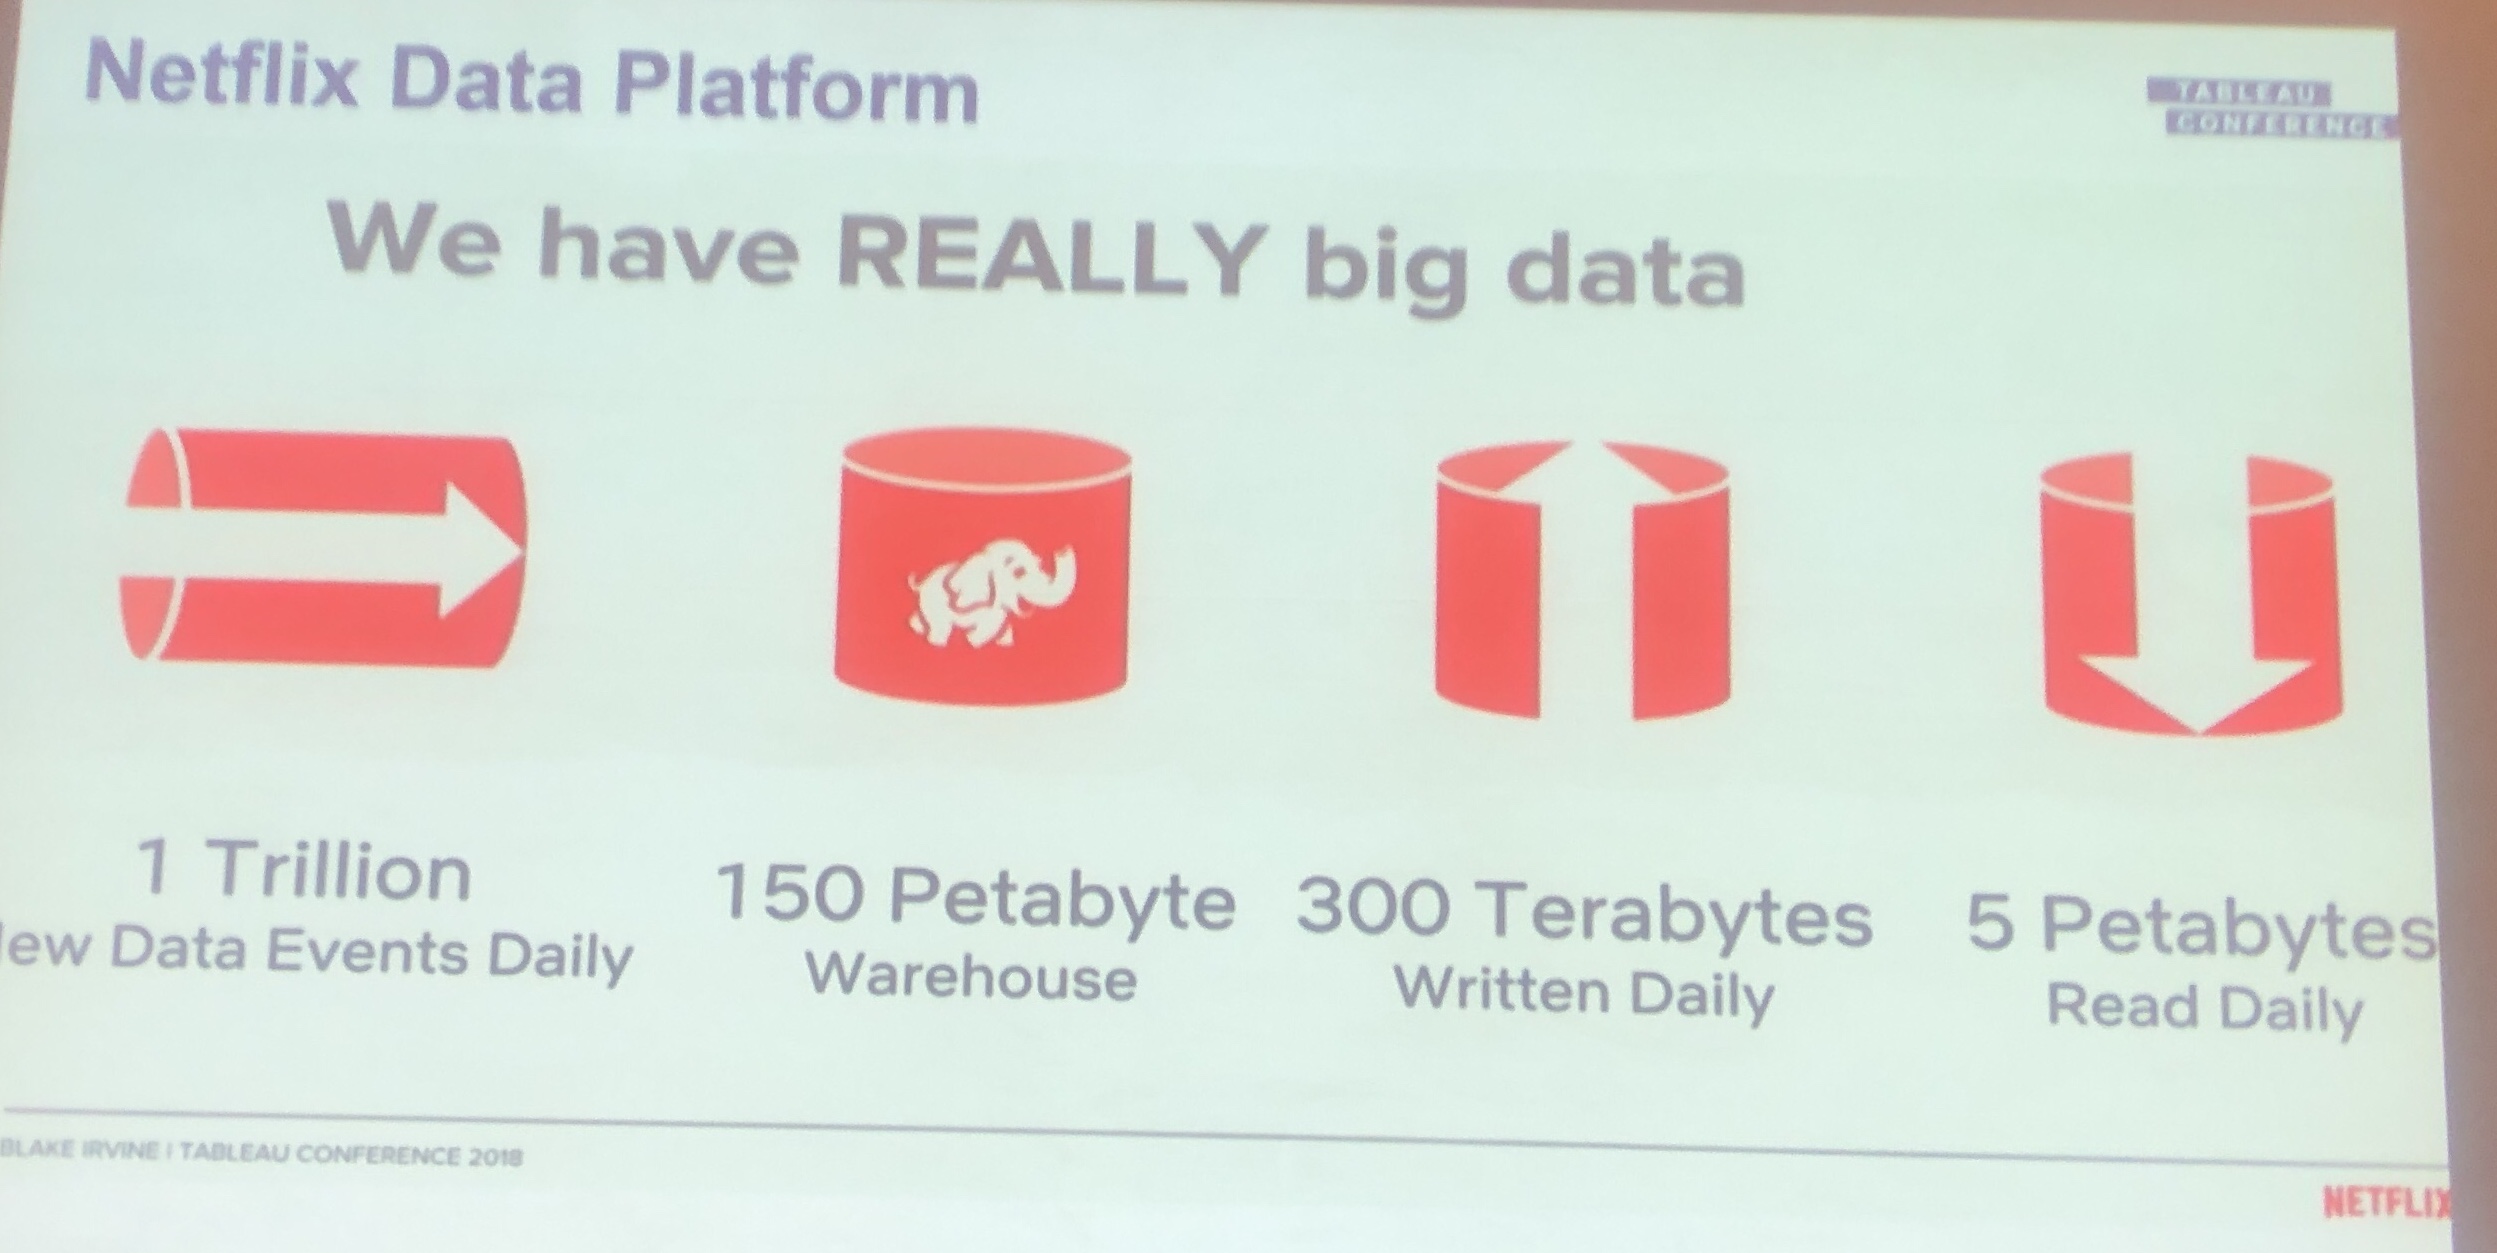 Netflix Data Platform
TABLEAU
CONFERENCE
We have REALLY big data
1 Trillion
ew Data Events Daily
150 Petabyte
Warehouse
300 Terabytes
Written Daily
5 Petabytes
Read Daily
BLAKE IRVINE | TABLEAU CONFERENCE 2018
NETFLIX